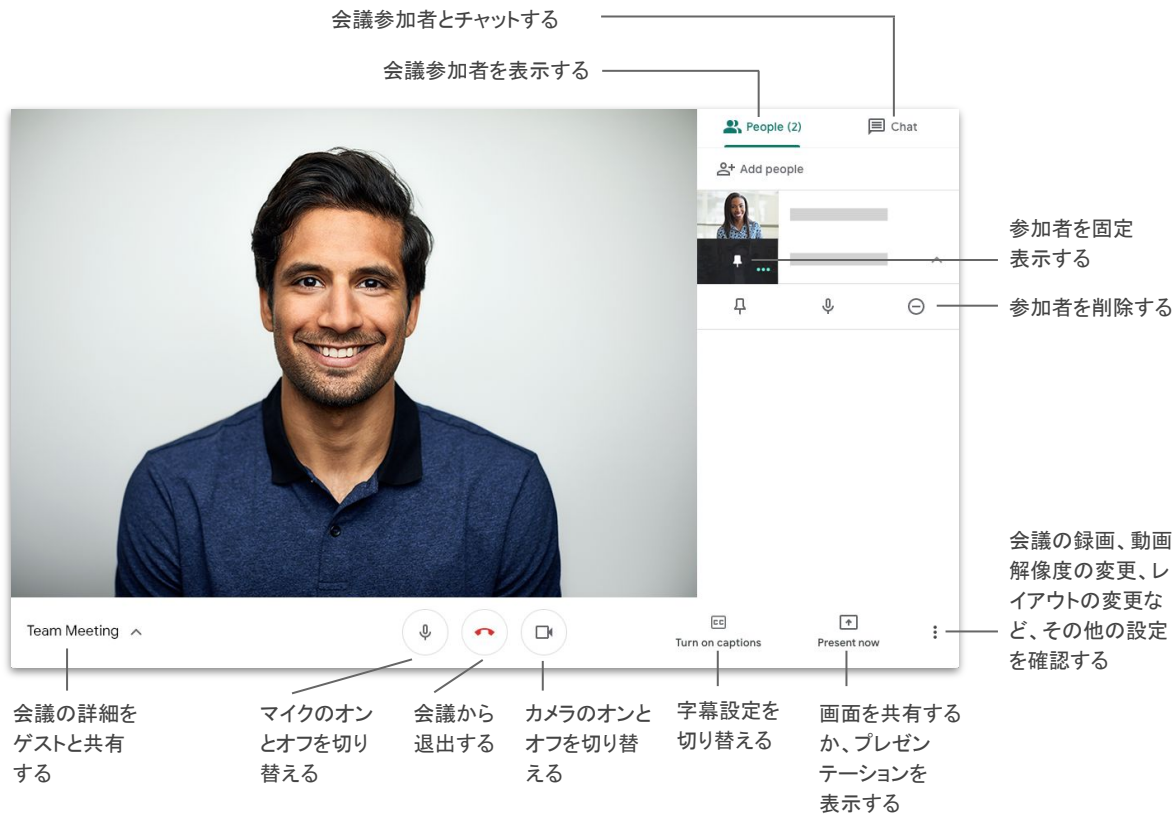 会議参加者とチャットする
会議参加者を表示する
People (2)
Chat
Add people
参加者を固定
表示する
参加者を削除する
会議の録画、動画
解像度の変更、レ
イアウトの変更な
ど、その他の設定
を確認する
Team Meeting
CC
Turn on captions
Present now
会議の詳細を
ゲストと共有
する
マイクのオン
とオフを切り
替える
会議から
退出する
カメラのオンと
オフを切り替
える
字幕設定を
切り替える
画面を共有する
か、プレゼン
テーションを
表示する